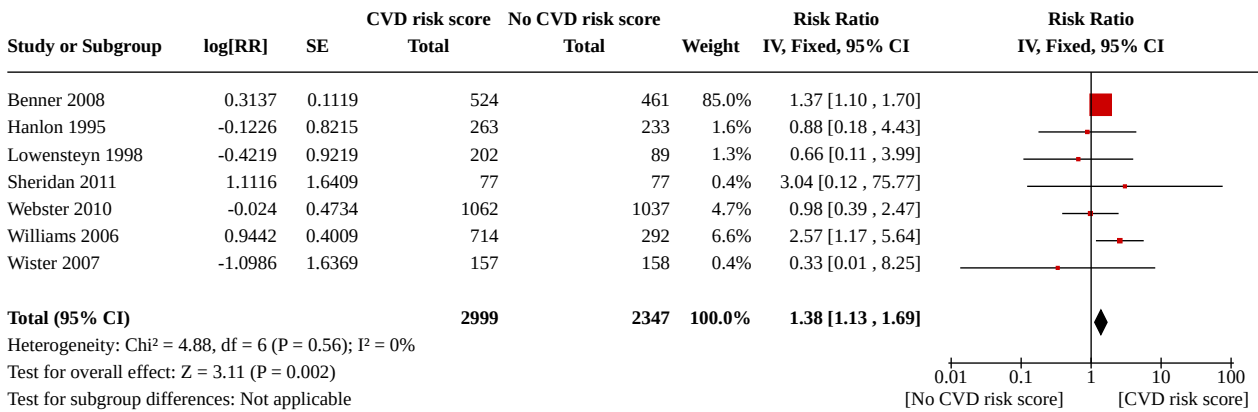 CVD risk score No CVD risk score Risk Ratio Risk Ratio
Study or Subgroup log[RR] SE Total Total Weight IV, Fixed, 95% CI IV, Fixed, 95% CI
Benner 2008 0.3137 0.1119 524 461 85.0% 1.37 [1.10 , 1.70]
Hanlon 1995 -0.1226 0.8215 263 233 1.6% 0.88 [0.18 , 4.43]
Lowensteyn 1998 -0.4219 0.9219 202 89 1.3% 0.66 [0.11 , 3.99]
Sheridan 2011 1.1116 1.6409 77 77 0.4% 3.04 [0.12 , 75.77]
Webster 2010 -0.024 0.4734 1062 1037 4.7% 0.98 [0.39 , 2.47]
Williams 2006 0.9442 0.4009 714 292 6.6% 2.57 [1.17 , 5.64]
Wister 2007 -1.0986 1.6369 157 158 0.4% 0.33 [0.01 , 8.25]
Total (95% CI) 2999 2347 100.0% 1.38 [1.13 , 1.69]
Heterogeneity: Chi² = 4.88, df = 6 (P = 0.56); I² = 0%
Test for overall effect: Z = 3.11 (P = 0.002) 0.01 0.1 1 10 100
Test for subgroup differences: Not applicable [No CVD risk score] [CVD risk score]